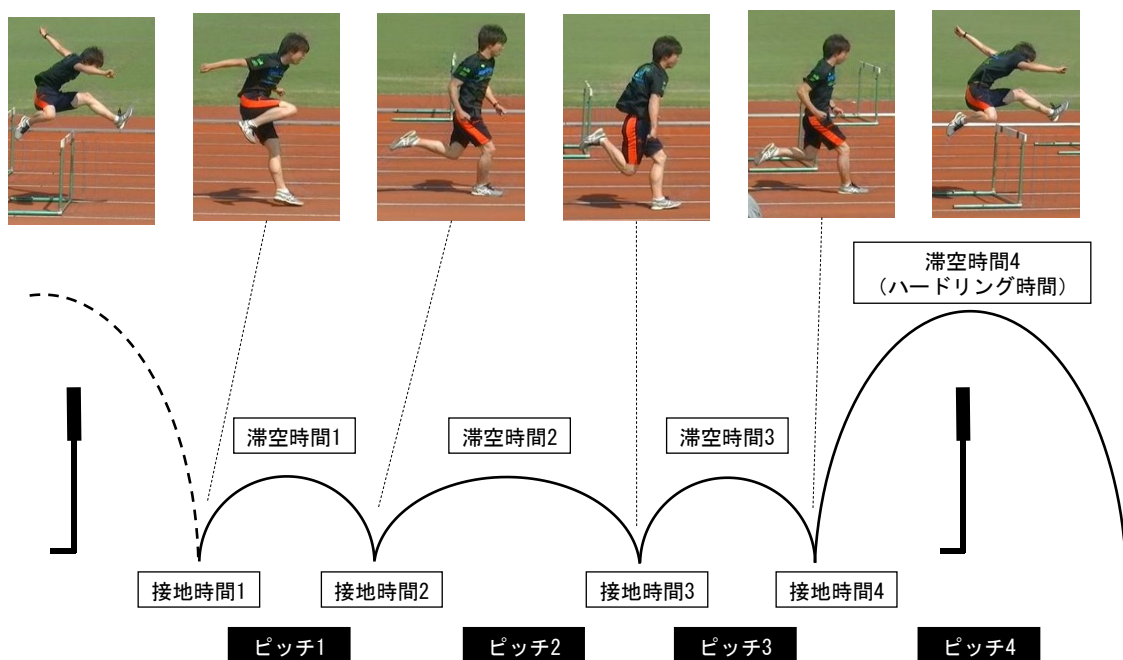 滞空時間4
(ハードリング時間)
滞空時間1
滞空時間2
滞空時間3
接地時間1
接地時間2
接地時間3
接地時間4
ピッチ1
ピッチ2
ピッチ3
ピッチ4